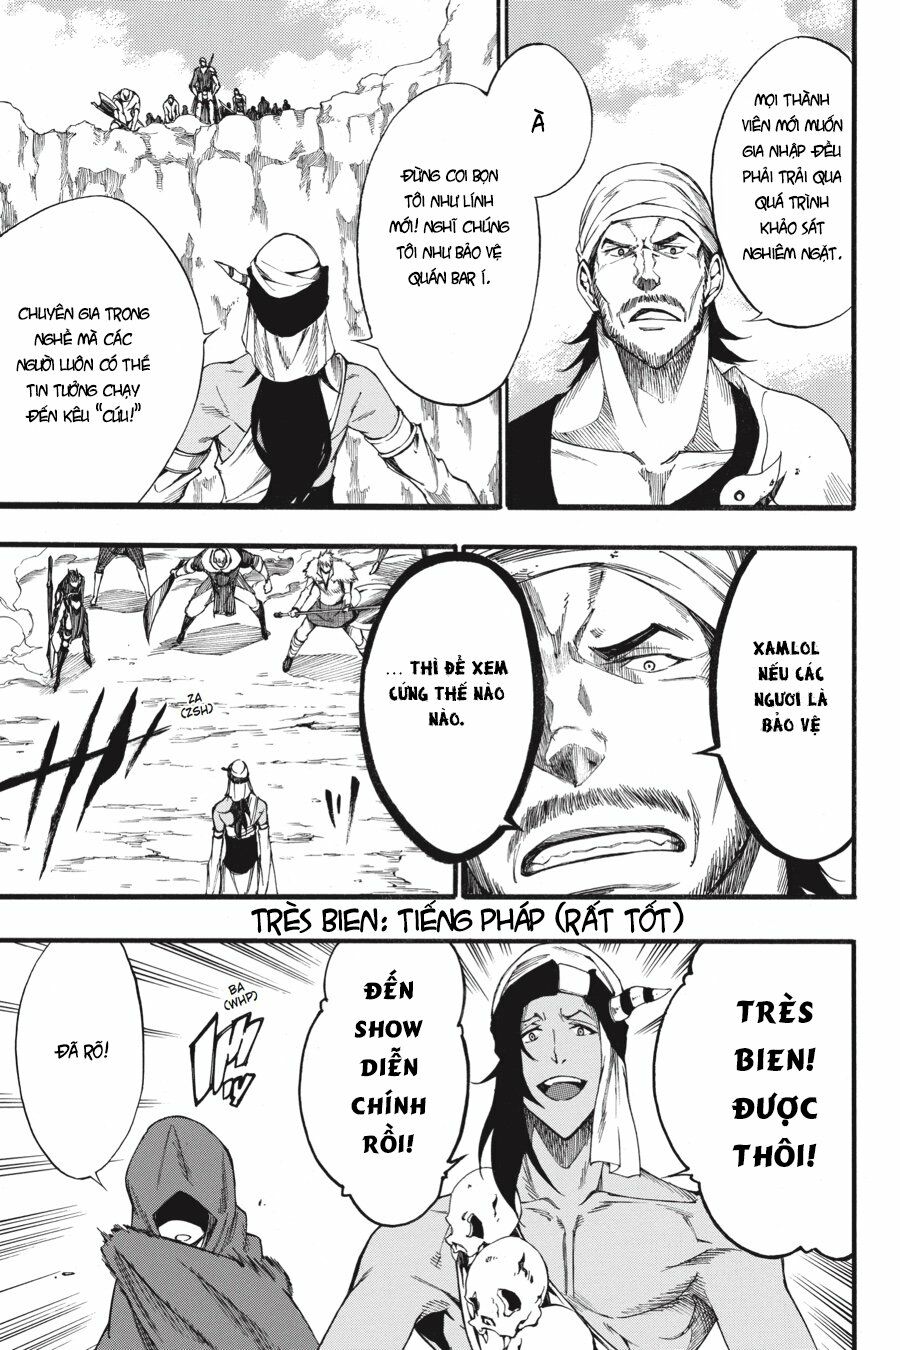 MỌI THÀNH
VIÊN MỚI MUỐN
GIA NHẬP ĐỀU
PHẢI TRẢI QUA
QUÁ TRÌNH
KHẢO SÁT
NGHIÊM NGẶT.
À
ĐỪNG COI BỌN
TÔI NHƯ LÍNH
MỚI! NGHĨ CHÚNG
TÔI NHƯ BẢO VỆ
QUÁN BAR Í.
CHUYÊN GIA TRONG
NGHỀ MÀ CÁC
NGƯỜI LUÔN CÓ THỂ
TIN TƯỞNG CHẠY
ĐẾN KÊU "CỨU!"
XAMLOL
NẾU CÁC
NGƯƠI LÀ
BẢO VỆ
... THÌ ĐỂ XEM
CỨNG THẾ NÀO
NÀO.
ZA
(ZSH)
TRÈS BIEN: TIẾNG PHÁP (RẤT TỐT)
TRÈS
BIEN!
ĐƯỢC
THÔI!
ĐẾN
SHOW
DIỄN
CHÍNH
RỒI!
BA
(WHP)
ĐÃ RÕ!